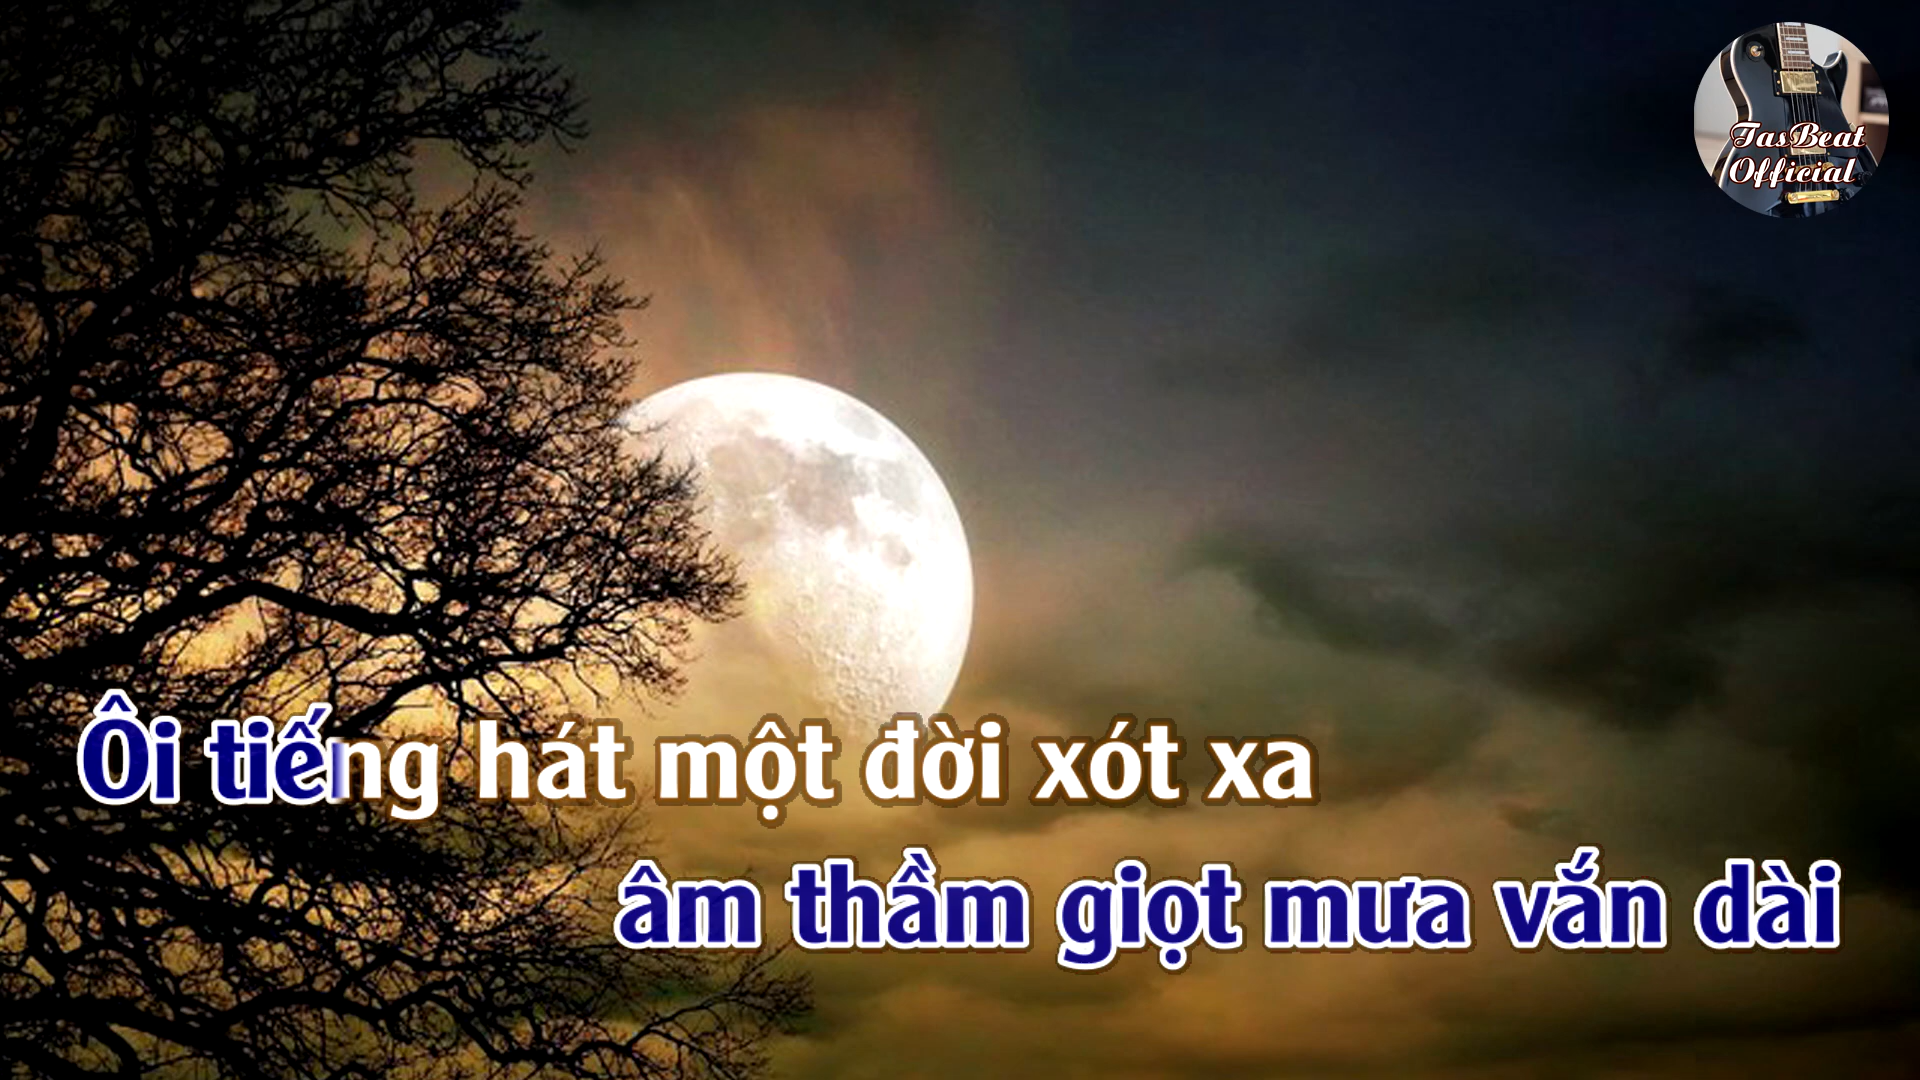 TasBeat
Official
Ôi tiếng hát một đời xót xa
âm thầm giọt mưa vắn dài